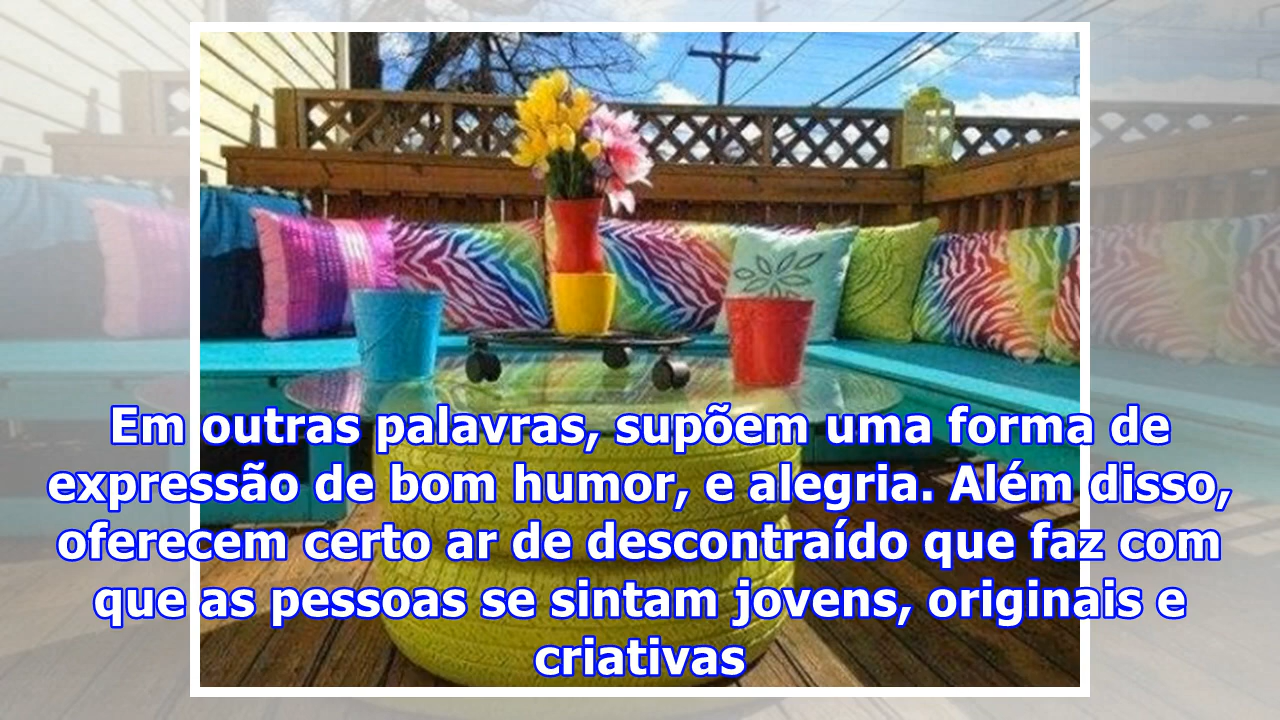 Em outras palavras, supõem uma forma de
expressão de bom humor, e alegria. Além disso,
oferecem certo ar de descontraído que faz com
que as pessoas se sintam jovens, originais e
criativas